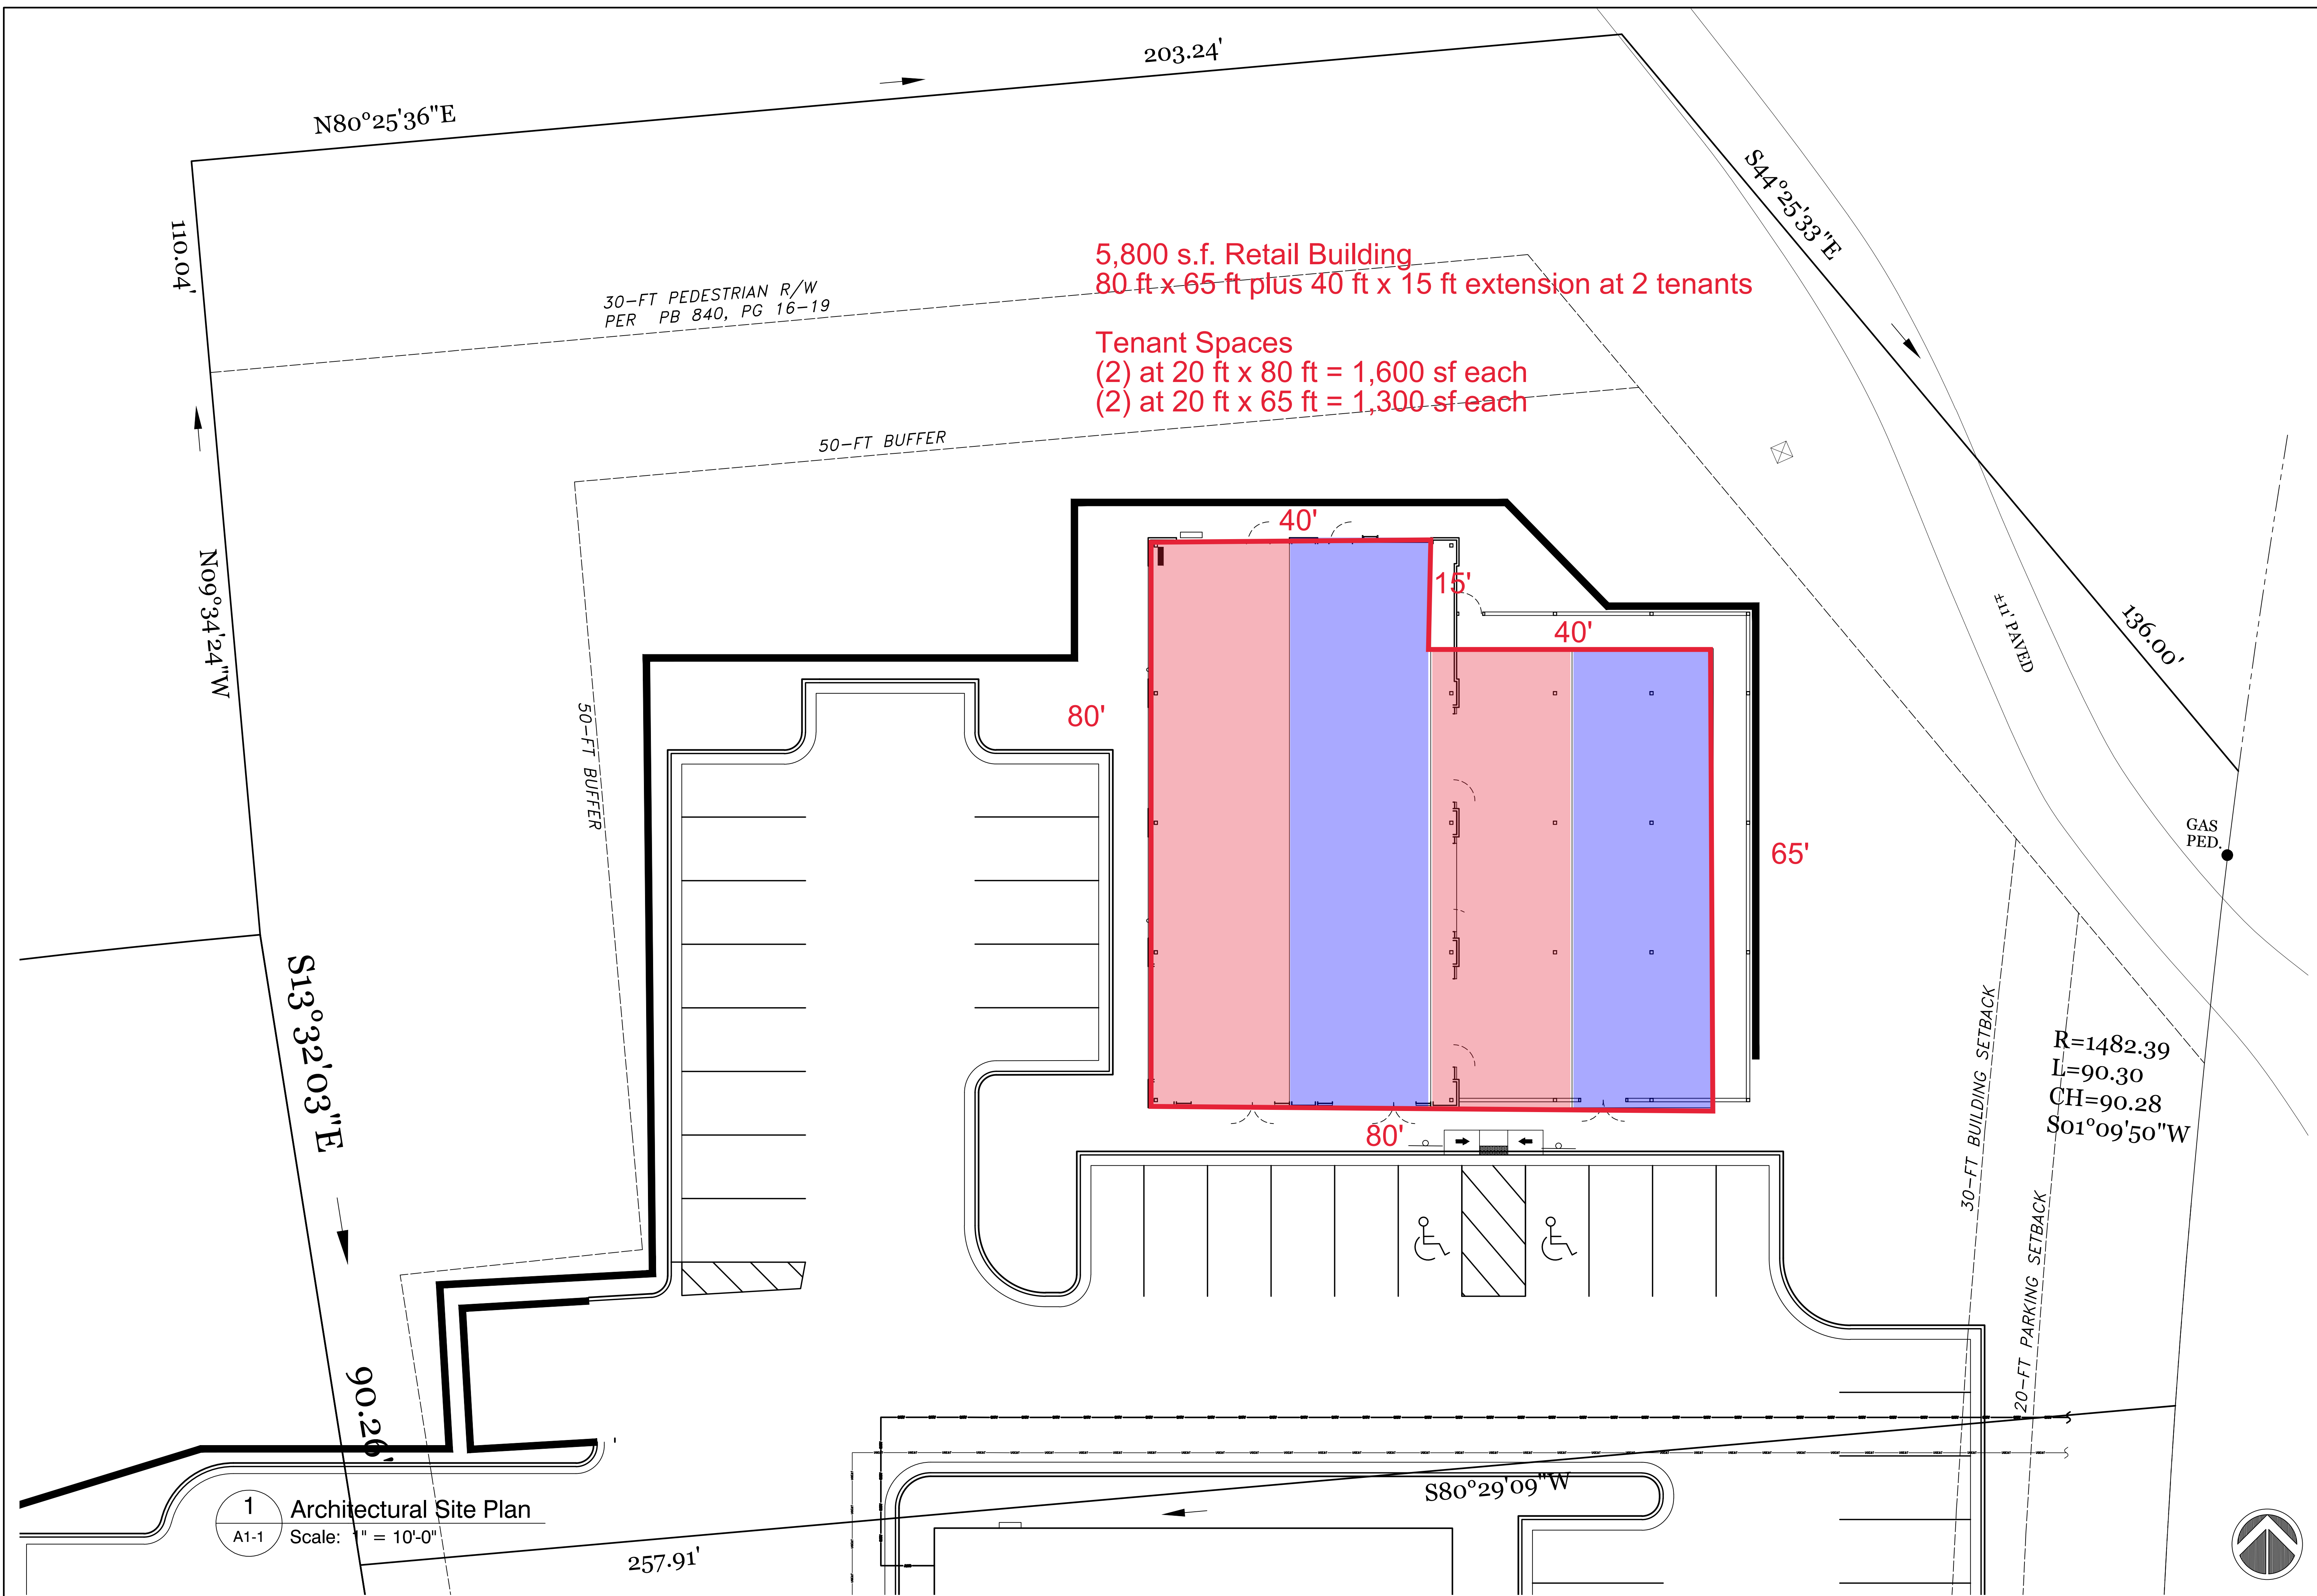 203.24'
N80°25'36"E
S44°25'33"E
110.04'
5,800 s.f. Retail Building
80 ft x 65 ft plus 40 ft x 15 ft extension at 2 tenants
30-FT PEDESTRIAN R/W
PER PB 840, PG 16-19
Tenant Spaces
(2) at 20 ft x 80 ft = 1,600 sf each
(2) at 20 ft x 65 ft = 1,300 sf each
50-FT BUFFER
40'
15'
N09°34'24"W
40'
±11' PAVED
136.00'
80'
50-FT BUFFER
GAS
PED.
65'
S13°32'03"E
30-FT BUILDING SETBACK
R=1482.39
L=90.30
CH=90.28
S01°09'50"W
80'
20-FT PARKING SETBACK
90.26'
S80°29'09"W
1
Architectural Site Plan
A1-1
Scale: 1" = 10'-0"
257.91'